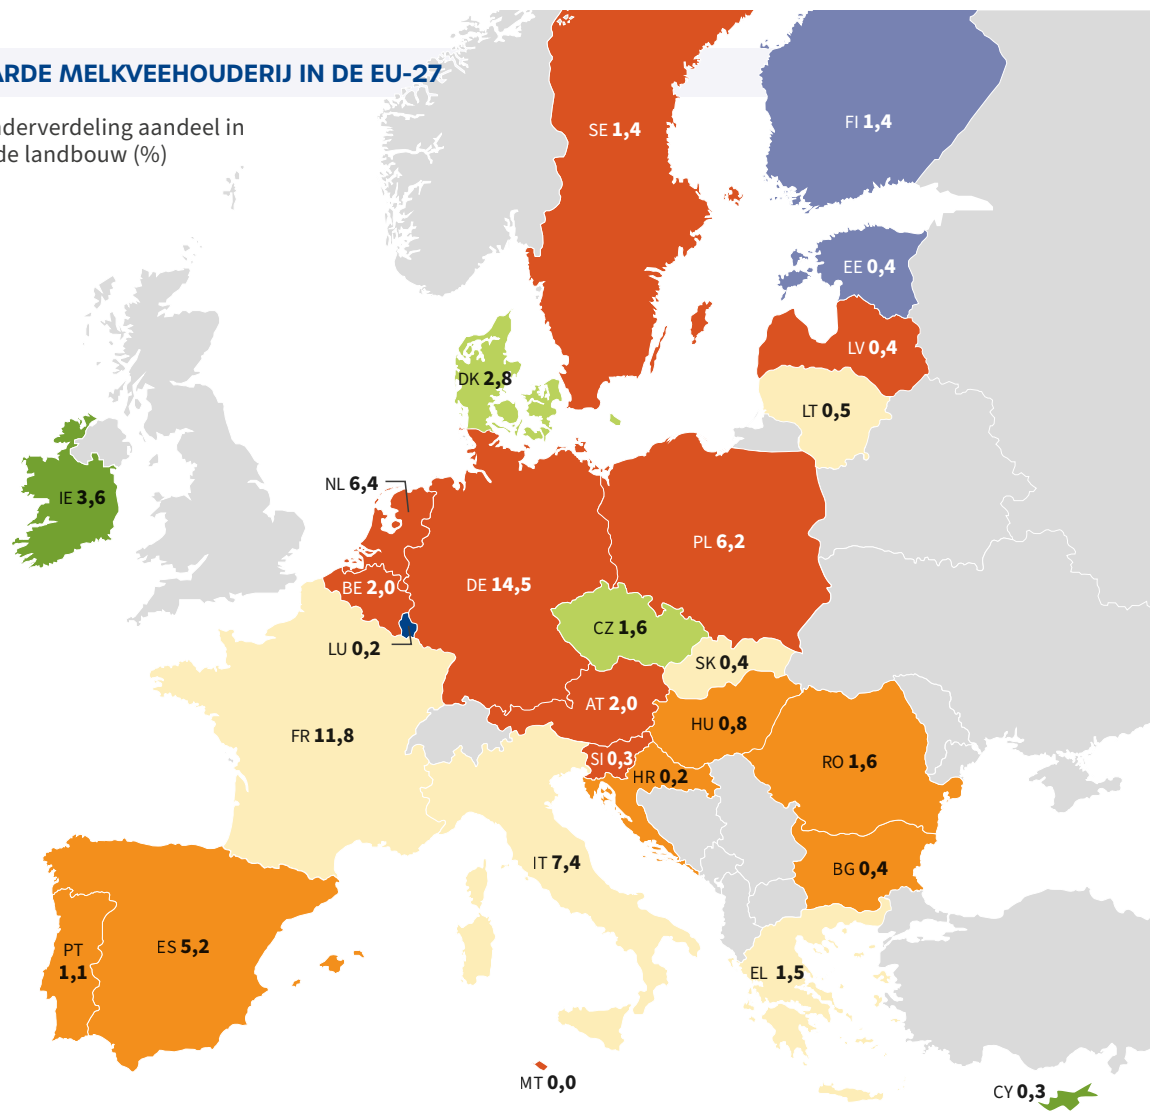 ARDE MELKVEEHOUDERIJ IN DE EU-27
nderverdeling aandeel in
de landbouw (%)
SE 1,4
FI 1,4
EE 0,4
LV 0,4
DK 2,8
LT 0,5
NL 6,4
IE 3,6
PL 6,2
BE 2,0
DE 14,5
CZ 1,6
LU 0,2
SK 0,4
AT 2,0
HU 0,8
FR 11,8
SI 0,3
RO 1,6
HR 0,2
IT 7,4
BG 0,4
PT
1,1
ES 5,2
EL 1,5
MT 0,0
CY 0,3